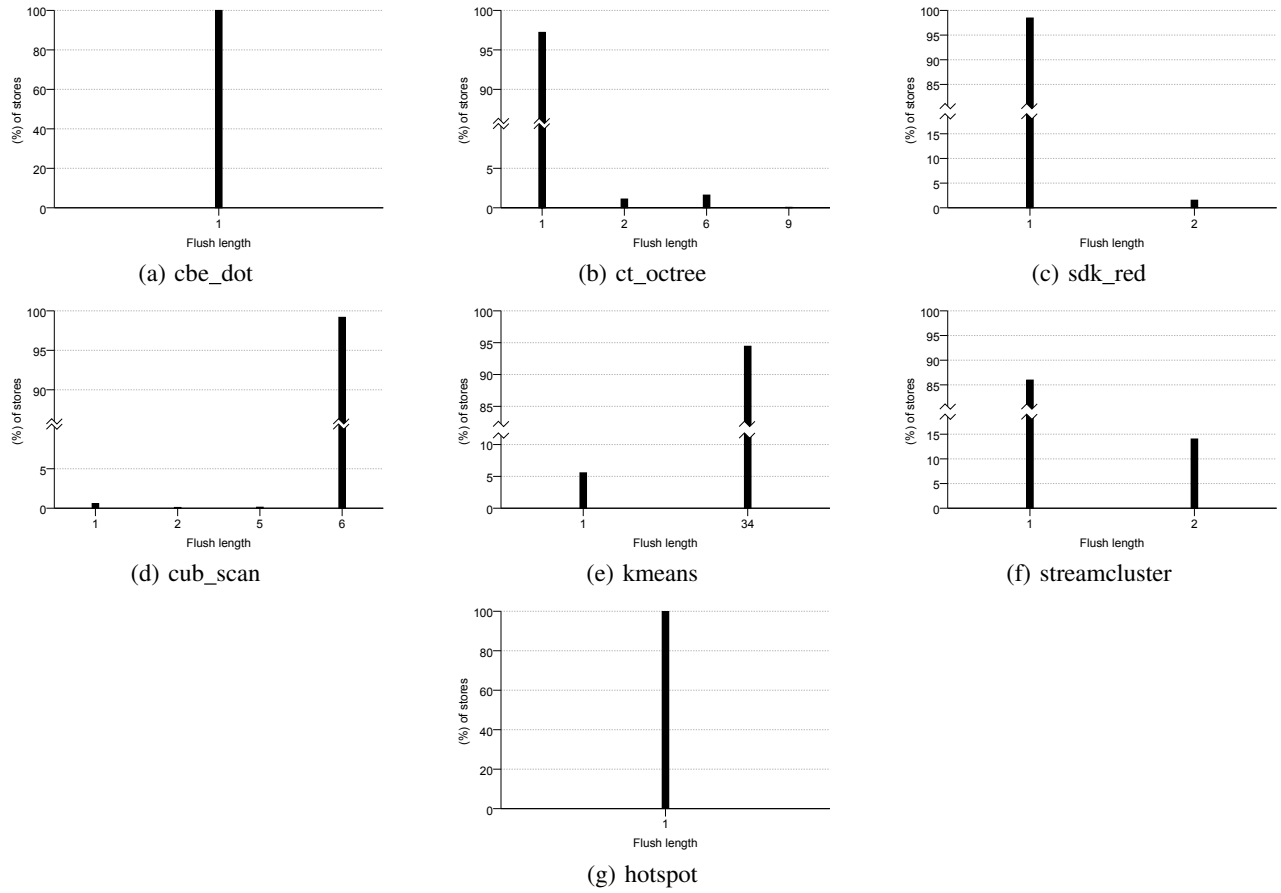 100
80
60
40
20
0
(%) of stores
1
Flush length
(a) cbe_dot
100
95
90
5
0
(%) of stores
1 2 6 9
Flush length
(b) ct_octree
100
95
90
85
15
10
5
0
(%) of stores
1 2
Flush length
(c) sdk_red
100
95
90
5
0
(%) of stores
1 2 5 6
Flush length
(d) cub_scan
100
95
90
85
10
5
0
(%) of stores
1 34
Flush length
(e) kmeans
100
95
90
85
15
10
5
0
(%) of stores
1 2
Flush length
(f) streamcluster
100
80
60
40
20
0
(%) of stores
1
Flush length
(g) hotspot